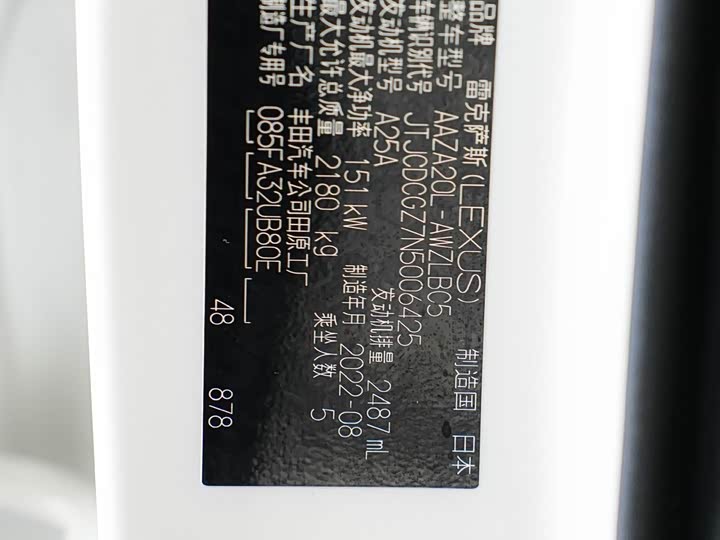 品牌 雷克萨斯(LEXUS) 制造国 日本
整车型号 AAZA20L-AWZLBC5
车辆识别代号 JTJCDCGZ7N5006425
发动机型号 A25A 发动机排量 2487 mL
发动机最大净功率 151 kW 制造年月 2022-08
最大允许总质量 2180 kg 乘坐人数 5
生产厂名 丰田汽车公司田原工厂
制造厂专用号 085FA32UB80E
48 878